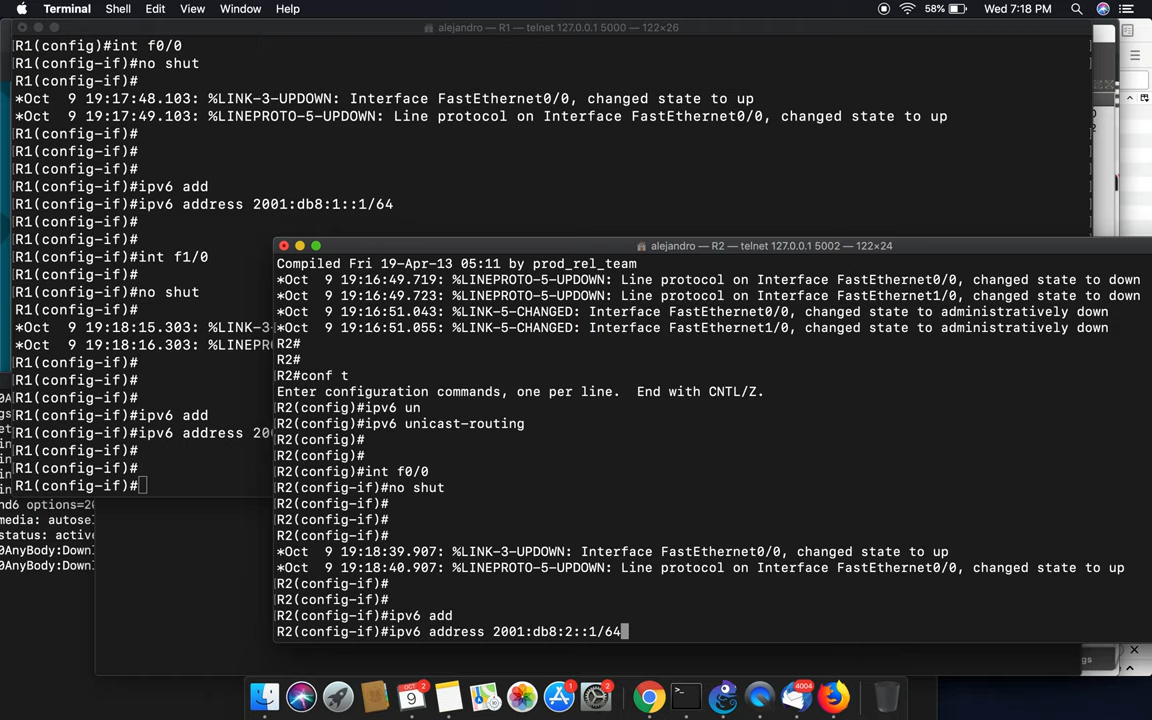 Terminal Shell Edit View Window Help 58% Wed 7:18 PM
alejandro — R1 — telnet 127.0.0.1 5000 — 122×26
R1(config)#int f0/0
R1(config-if)#no shut
R1(config-if)#
*Oct  9 19:17:48.103: %LINK-3-UPDOWN: Interface FastEthernet0/0, changed state to up
*Oct  9 19:17:49.103: %LINEPROTO-5-UPDOWN: Line protocol on Interface FastEthernet0/0, changed state to up
R1(config-if)#
R1(config-if)#
R1(config-if)#
R1(config-if)#ipv6 add
R1(config-if)#ipv6 address 2001:db8:1::1/64
R1(config-if)#
R1(config-if)#
R1(config-if)#int f1/0
R1(config-if)#no shut
R1(config-if)#
*Oct  9 19:18:15.303: %LINK-3-
*Oct  9 19:18:16.303: %LINEPRO
R1(config-if)#
R1(config-if)#
R1(config-if)#
R1(config-if)#ipv6 add
R1(config-if)#ipv6 address 200
R1(config-if)#
R1(config-if)#
R1(config-if)#
nd6 options=20
media: autosel
status: active
0AnyBody:Downl
0AnyBody:Downl
alejandro — R2 — telnet 127.0.0.1 5002 — 122×24
Compiled Fri 19-Apr-13 05:11 by prod_rel_team
*Oct  9 19:16:49.719: %LINEPROTO-5-UPDOWN: Line protocol on Interface FastEthernet0/0, changed state to down
*Oct  9 19:16:49.723: %LINEPROTO-5-UPDOWN: Line protocol on Interface FastEthernet1/0, changed state to down
*Oct  9 19:16:51.043: %LINK-5-CHANGED: Interface FastEthernet0/0, changed state to administratively down
*Oct  9 19:16:51.055: %LINK-5-CHANGED: Interface FastEthernet1/0, changed state to administratively down
R2#
R2#
R2#conf t
Enter configuration commands, one per line.  End with CNTL/Z.
R2(config)#ipv6 un
R2(config)#ipv6 unicast-routing
R2(config)#
R2(config)#
R2(config)#int f0/0
R2(config-if)#no shut
R2(config-if)#
R2(config-if)#
R2(config-if)#
*Oct  9 19:18:39.907: %LINK-3-UPDOWN: Interface FastEthernet0/0, changed state to up
*Oct  9 19:18:40.907: %LINEPROTO-5-UPDOWN: Line protocol on Interface FastEthernet0/0, changed state to up
R2(config-if)#
R2(config-if)#
R2(config-if)#ipv6 add
R2(config-if)#ipv6 address 2001:db8:2::1/64
gs
OCT 9 2 2 1 2 4004